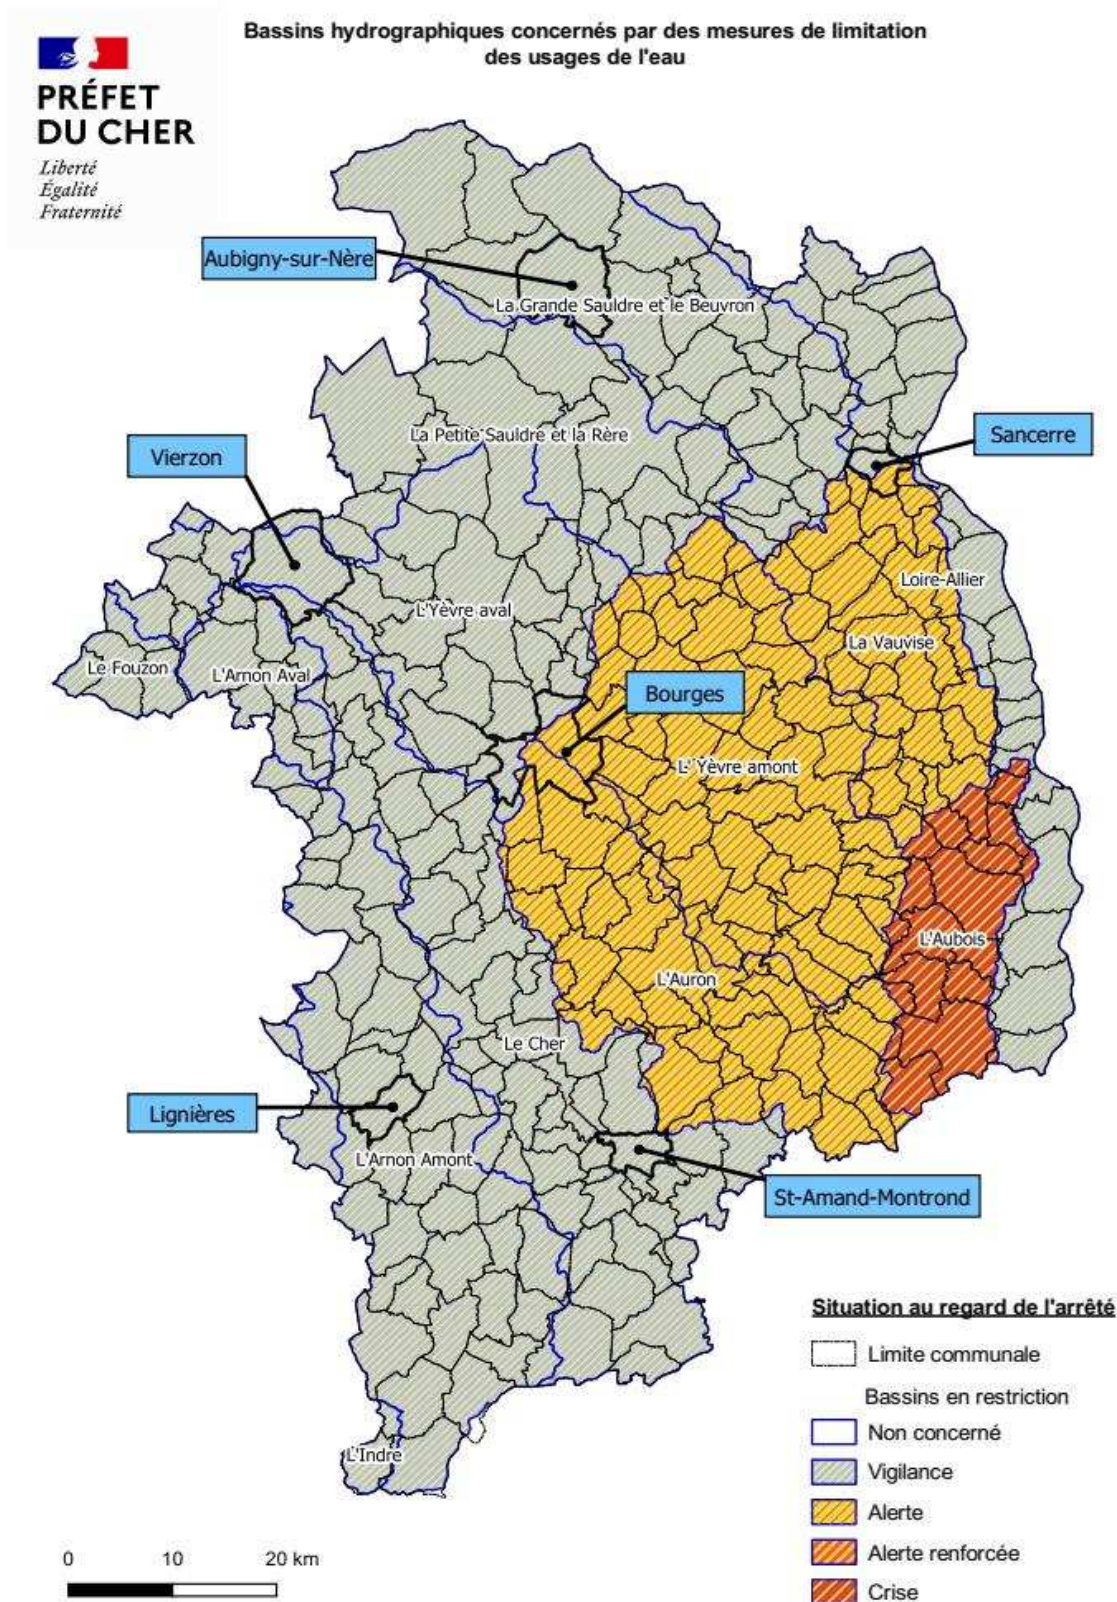 Bassins hydrographiques concernés par des mesures de limitation
des usages de l'eau
PRÉFET
DU CHER
Liberté
Égalité
Fraternité
Aubigny-sur-Nère
La Grande Sauldre et le Beuvron
Sancerre
La Petite Sauldre et la Rère
Vierzon
Loire-Allier
L'Yèvre aval
La Vauvise
Le Fouzon
L'Arnon Aval
Bourges
L' Yèvre amont
L'Aubois
L'Auron
Le Cher
Lignières
L'Arnon Amont
St-Amand-Montrond
L'Indre
Situation au regard de l'arrêté
Limite communale
Bassins en restriction
Non concerné
Vigilance
Alerte
Alerte renforcée
Crise
0 10 20 km